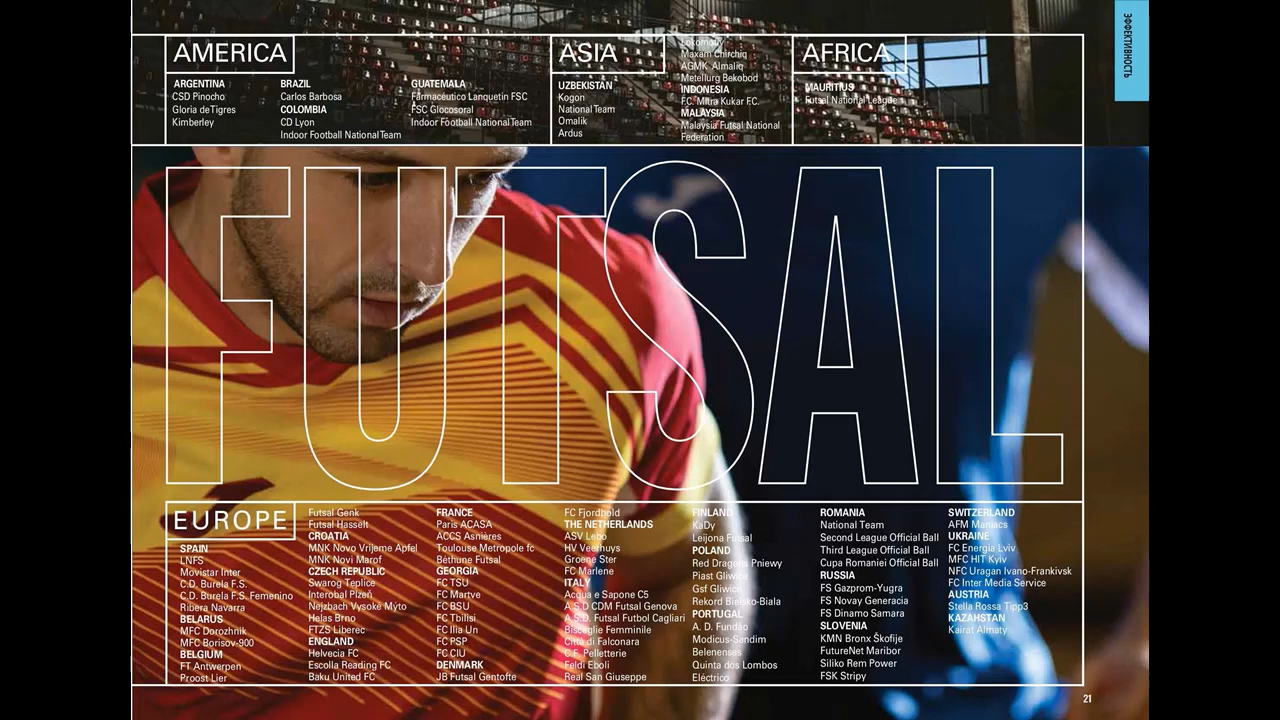 ЭФФЕКТИВНОСТЬ
AMERICA
ARGENTINA
CSD Pinocho
Gloria de Tigres
Kimberley
BRAZIL
Carlos Barbosa
COLOMBIA
CD Lyon
Indoor Football National Team
GUATEMALA
Farmacéutico Lanquetin FSC
FSC Glocosoral
Indoor Football National Team
ASIA
UZBEKISTAN
Kogon
National Team
Omalik
Ardus
Lokomotiv
Maxam Chirchiq
AGMK Almaliq
Metellurg Bekobod
INDONESIA
FC. Mitra Kukar FC.
MALAYSIA
Malaysia Futsal National
Federation
AFRICA
MAURITIUS
Futsal National League
FUTSAL
EUROPE
SPAIN
LNFS
Movistar Inter
C.D. Burela F.S.
C.D. Burela F.S. Femenino
Ribera Navarra
BELARUS
MFC Dorozhnik
MFC Borisov-900
BELGIUM
FT Antwerpen
Proost Lier
Futsal Genk
Futsal Hasselt
CROATIA
MNK Novo Vrijeme Apfel
MNK Novi Marof
CZECH REPUBLIC
Swarog Teplice
Interobal Plzeň
Nejzbach Vysoké Mýto
Helas Brno
FTZS Liberec
ENGLAND
Helvecia FC
Escolla Reading FC
Baku United FC
FRANCE
Paris ACASA
ACCS Asnières
Toulouse Metropole fc
Béthune Futsal
GEORGIA
FC TSU
FC Martve
FC BSU
FC Tbilisi
FC Ilia Un
FC PSP
FC CIU
DENMARK
JB Futsal Gentofte
FC Fjordbold
THE NETHERLANDS
ASV Lebo
HV Veerhuys
Groene Ster
FC Marlene
ITALY
Acqua e Sapone C5
A.S.D CDM Futsal Genova
A.S.D. Futsal Futbol Cagliari
Bisceglie Femminile
Città di Falconara
C.F. Pelletterie
Feldi Eboli
Real San Giuseppe
FINLAND
KaDy
Leijona Futsal
POLAND
Red Dragons Pniewy
Piast Gliwice
Gsf Gliwice
Rekord Bielsko-Biala
PORTUGAL
A. D. Fundão
Modicus-Sandim
Belenenses
Quinta dos Lombos
Eléctrico
ROMANIA
National Team
Second League Official Ball
Third League Official Ball
Cupa Romaniei Official Ball
RUSSIA
FS Gazprom-Yugra
FS Novay Generacia
FS Dinamo Samara
SLOVENIA
KMN Bronx Škofije
FutureNet Maribor
Siliko Rem Power
FSK Stripy
SWITZERLAND
AFM Maniacs
UKRAINE
FC Energia Lviv
MFC HIT Kyiv
NFC Uragan Ivano-Frankivsk
FC Inter Media Service
AUSTRIA
Stella Rossa Tipp3
KAZAHSTAN
Kairat Almaty
21